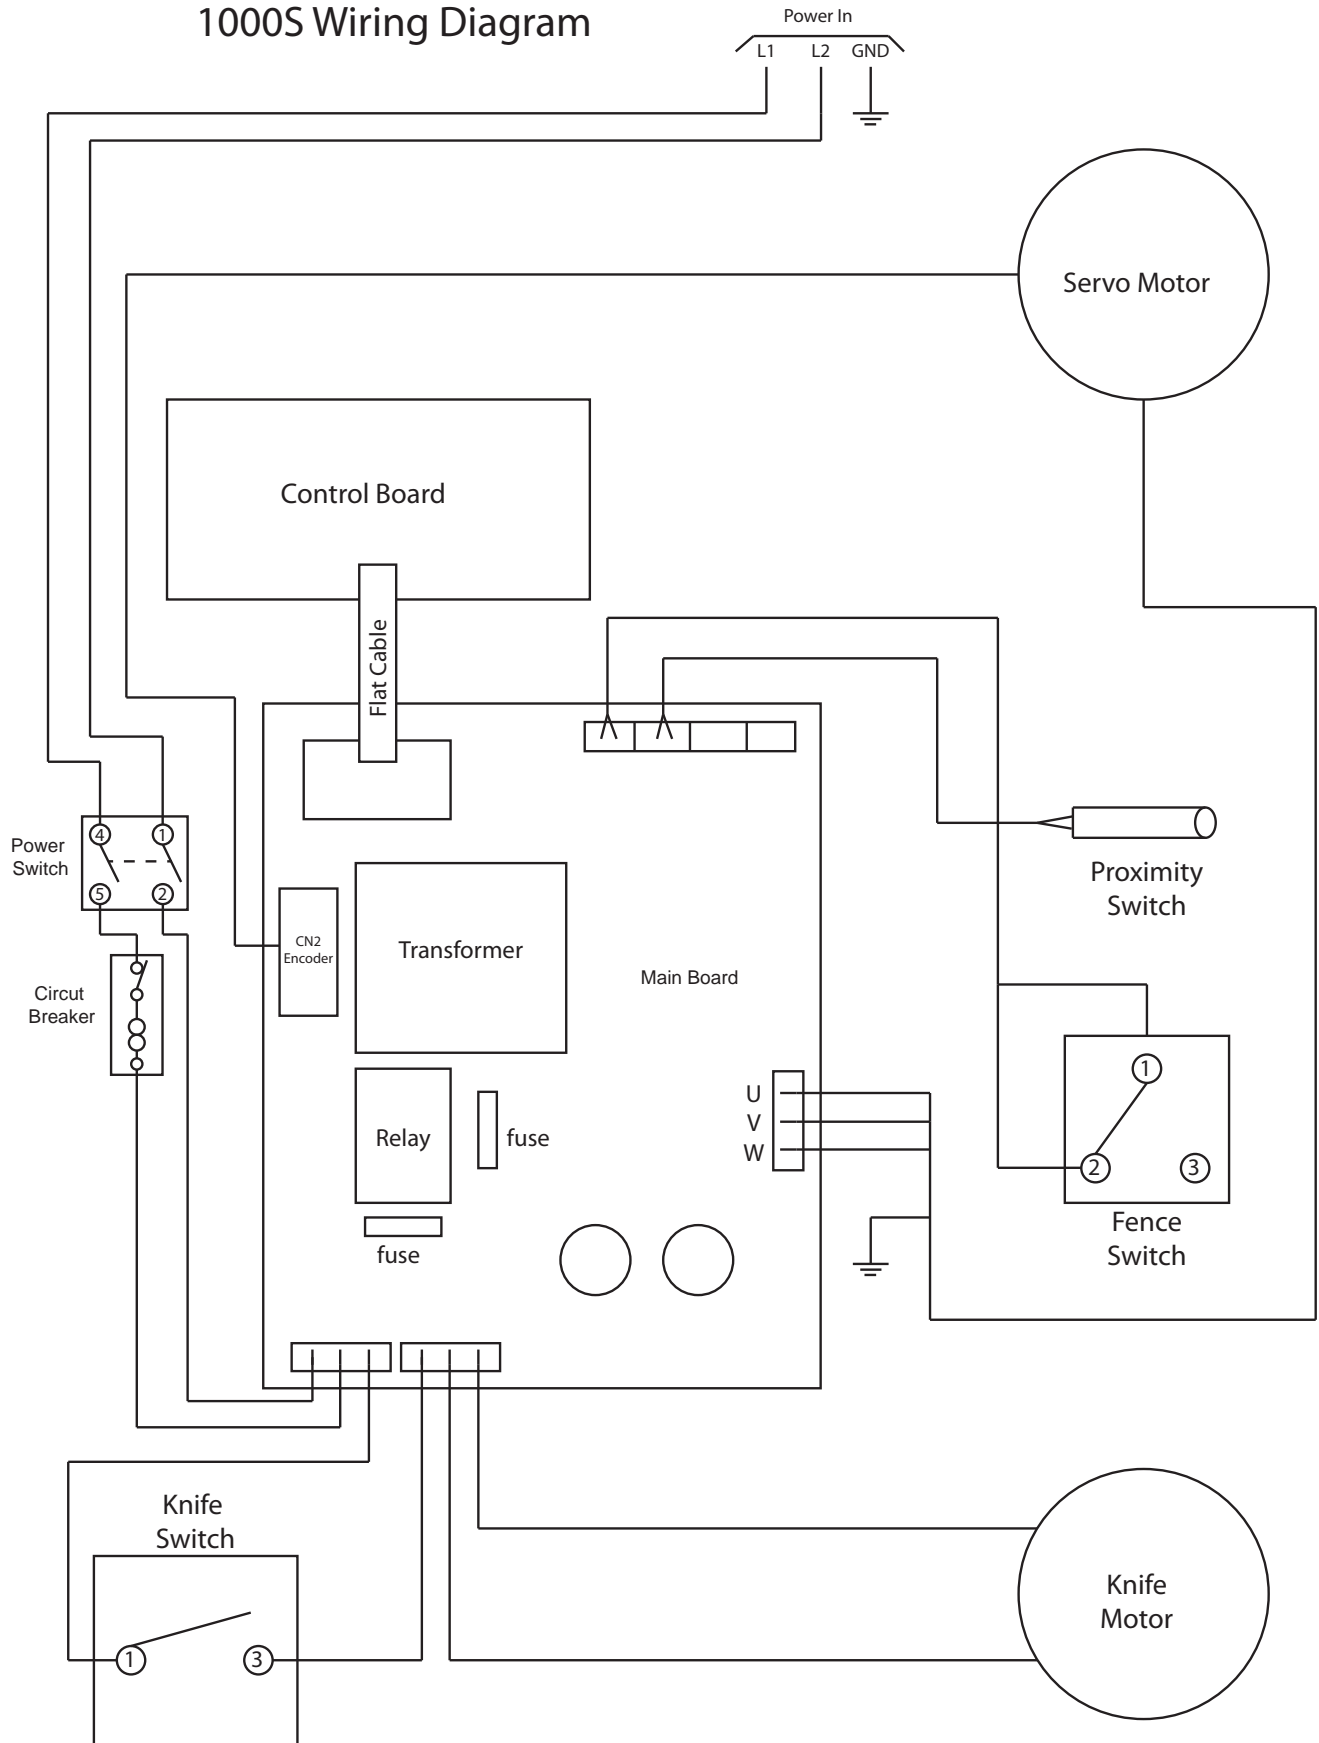 1000S Wiring Diagram
Power In
L1 L2 GND
Servo Motor
Control Board
Flat Cable
Power
Switch
4 1
5 2
Circut
Breaker
CN2
Encoder
Transformer
Main Board
Proximity
Switch
Relay
fuse
fuse
U
V
W
1
2 3
Fence
Switch
Knife
Switch
1 3
Knife
Motor